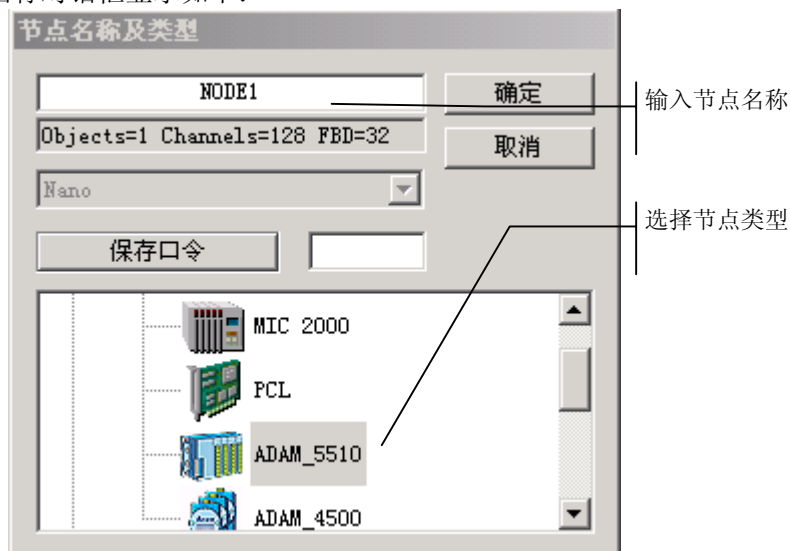 节点名称及类型
NODE1
确定
输入节点名称
Objects=1 Channels=128 FBD=32
取消
Nano
选择节点类型
保存口令
MIC 2000
PCL
ADAM_5510
ADAM_4500